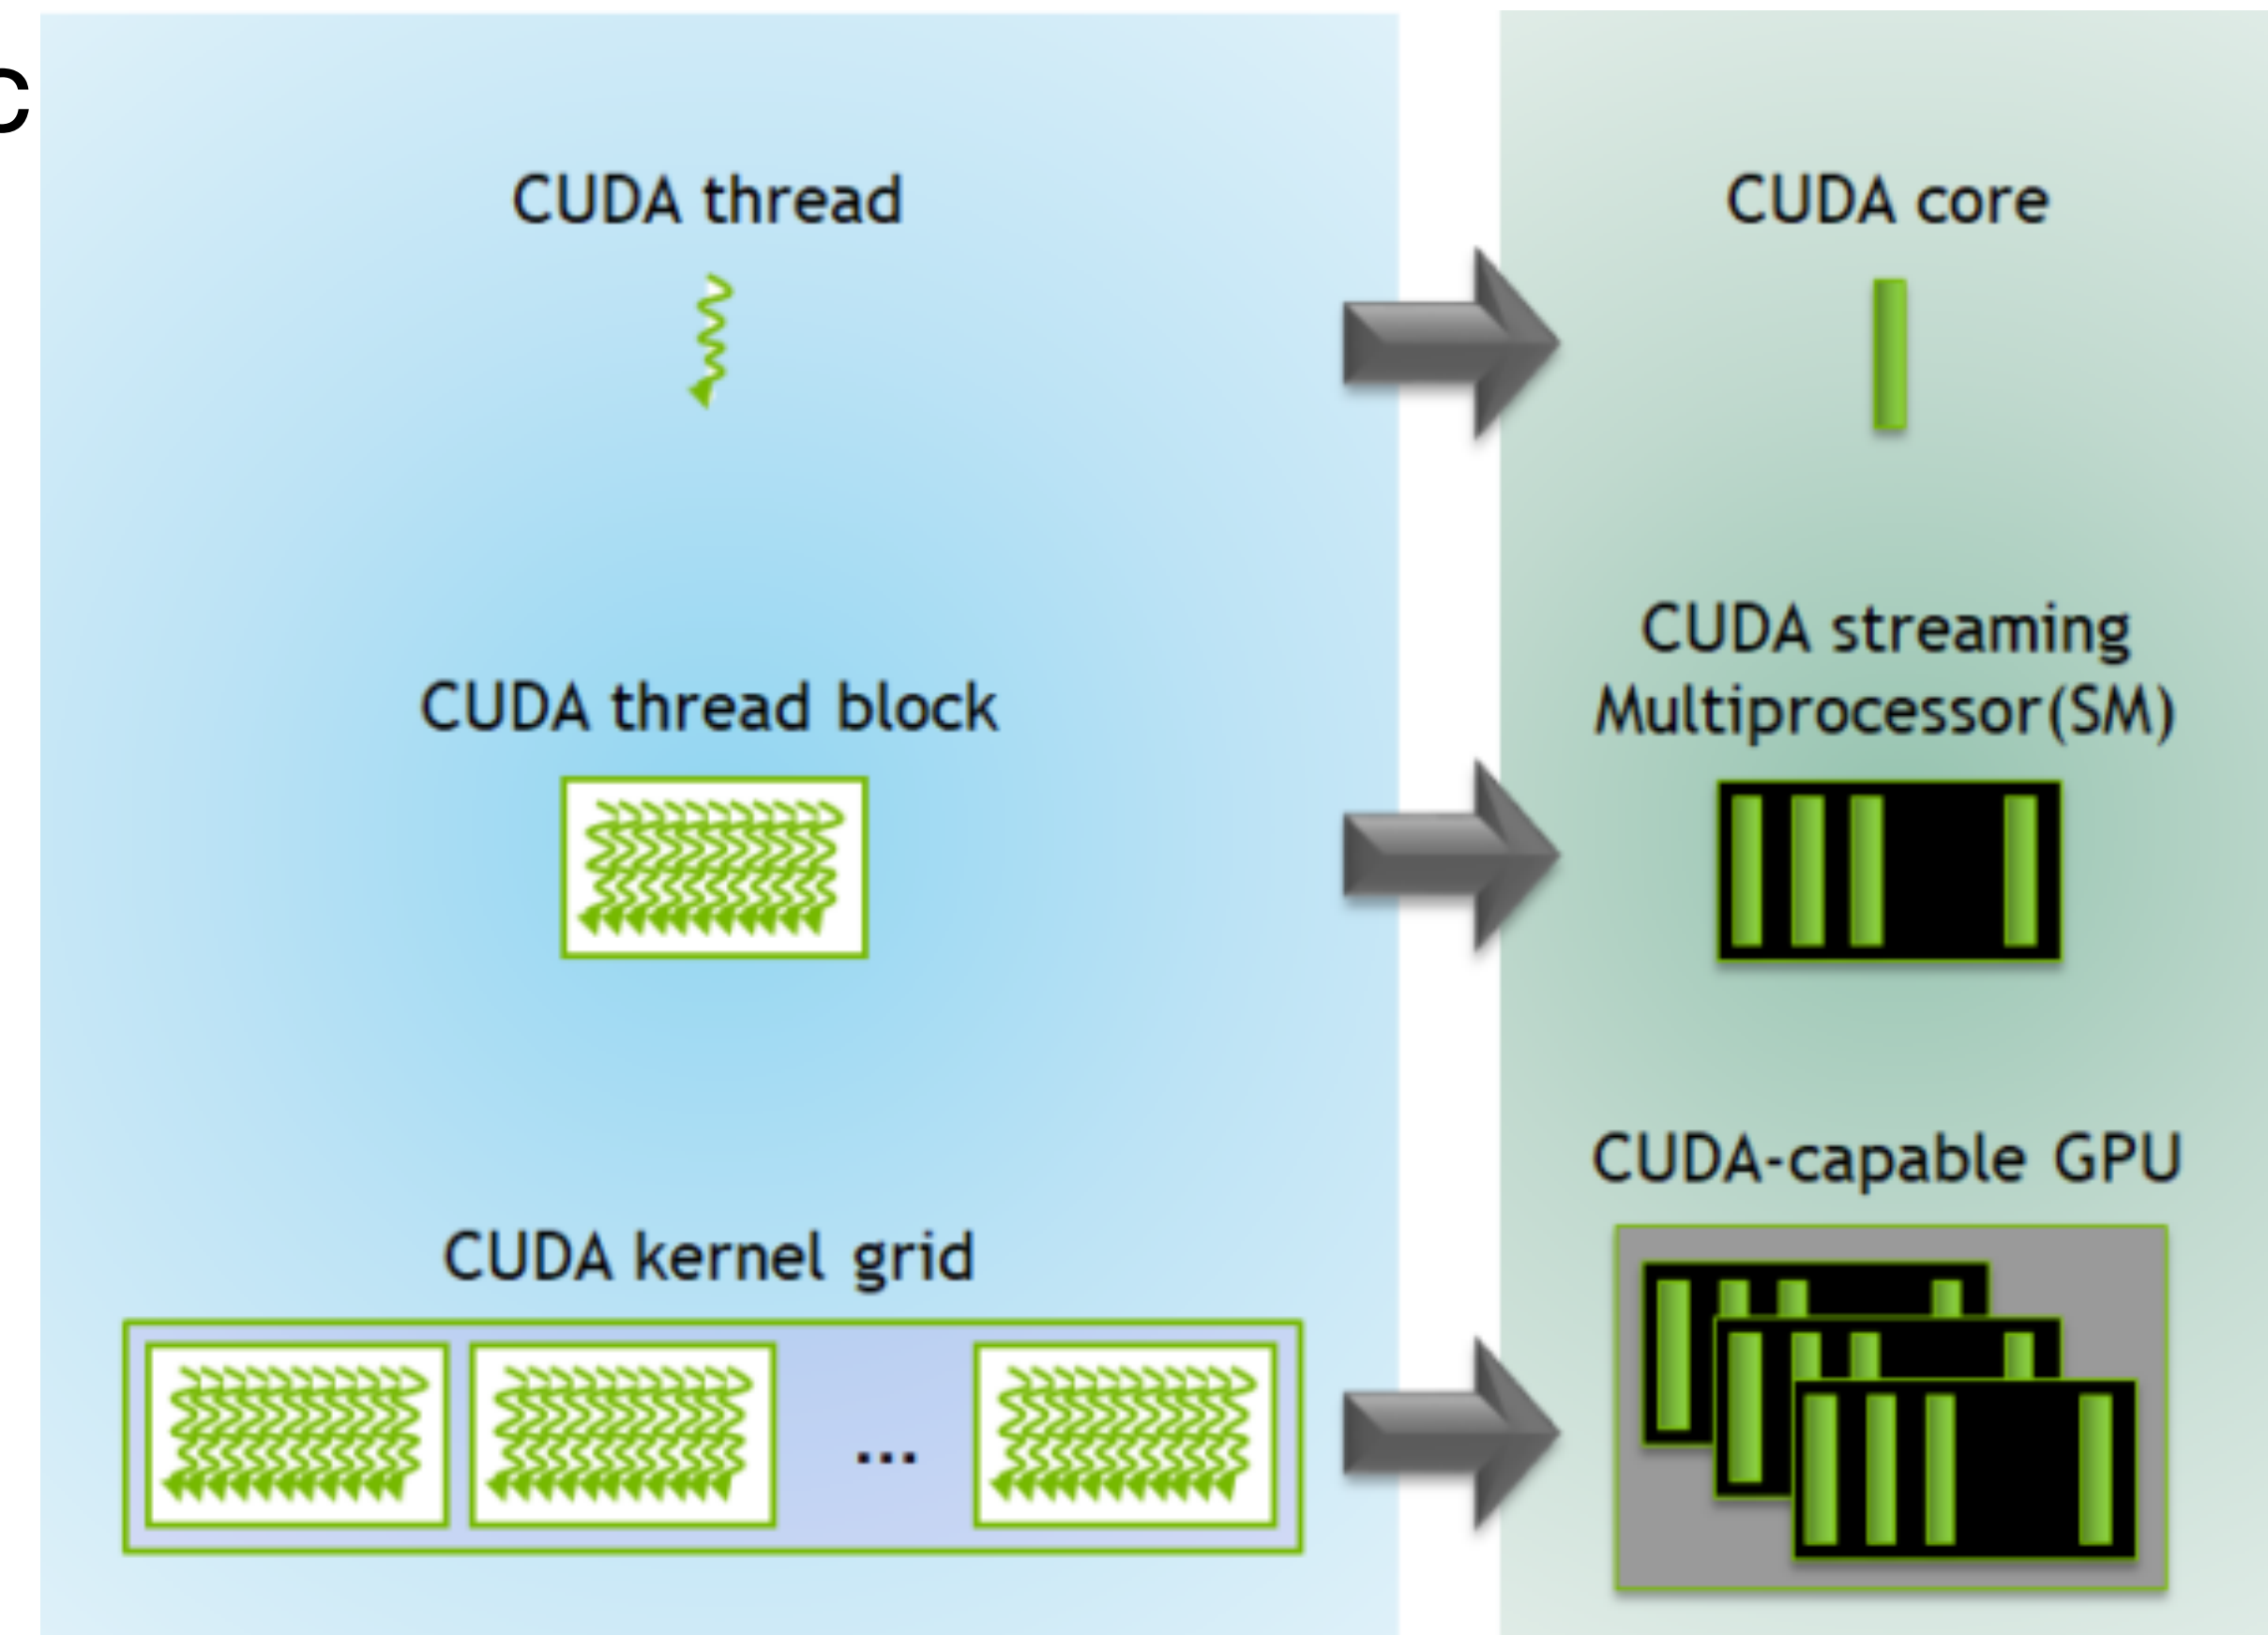 c
CUDA thread
CUDA core
CUDA thread block
CUDA streaming
Multiprocessor(SM)
CUDA kernel grid
...
CUDA-capable GPU